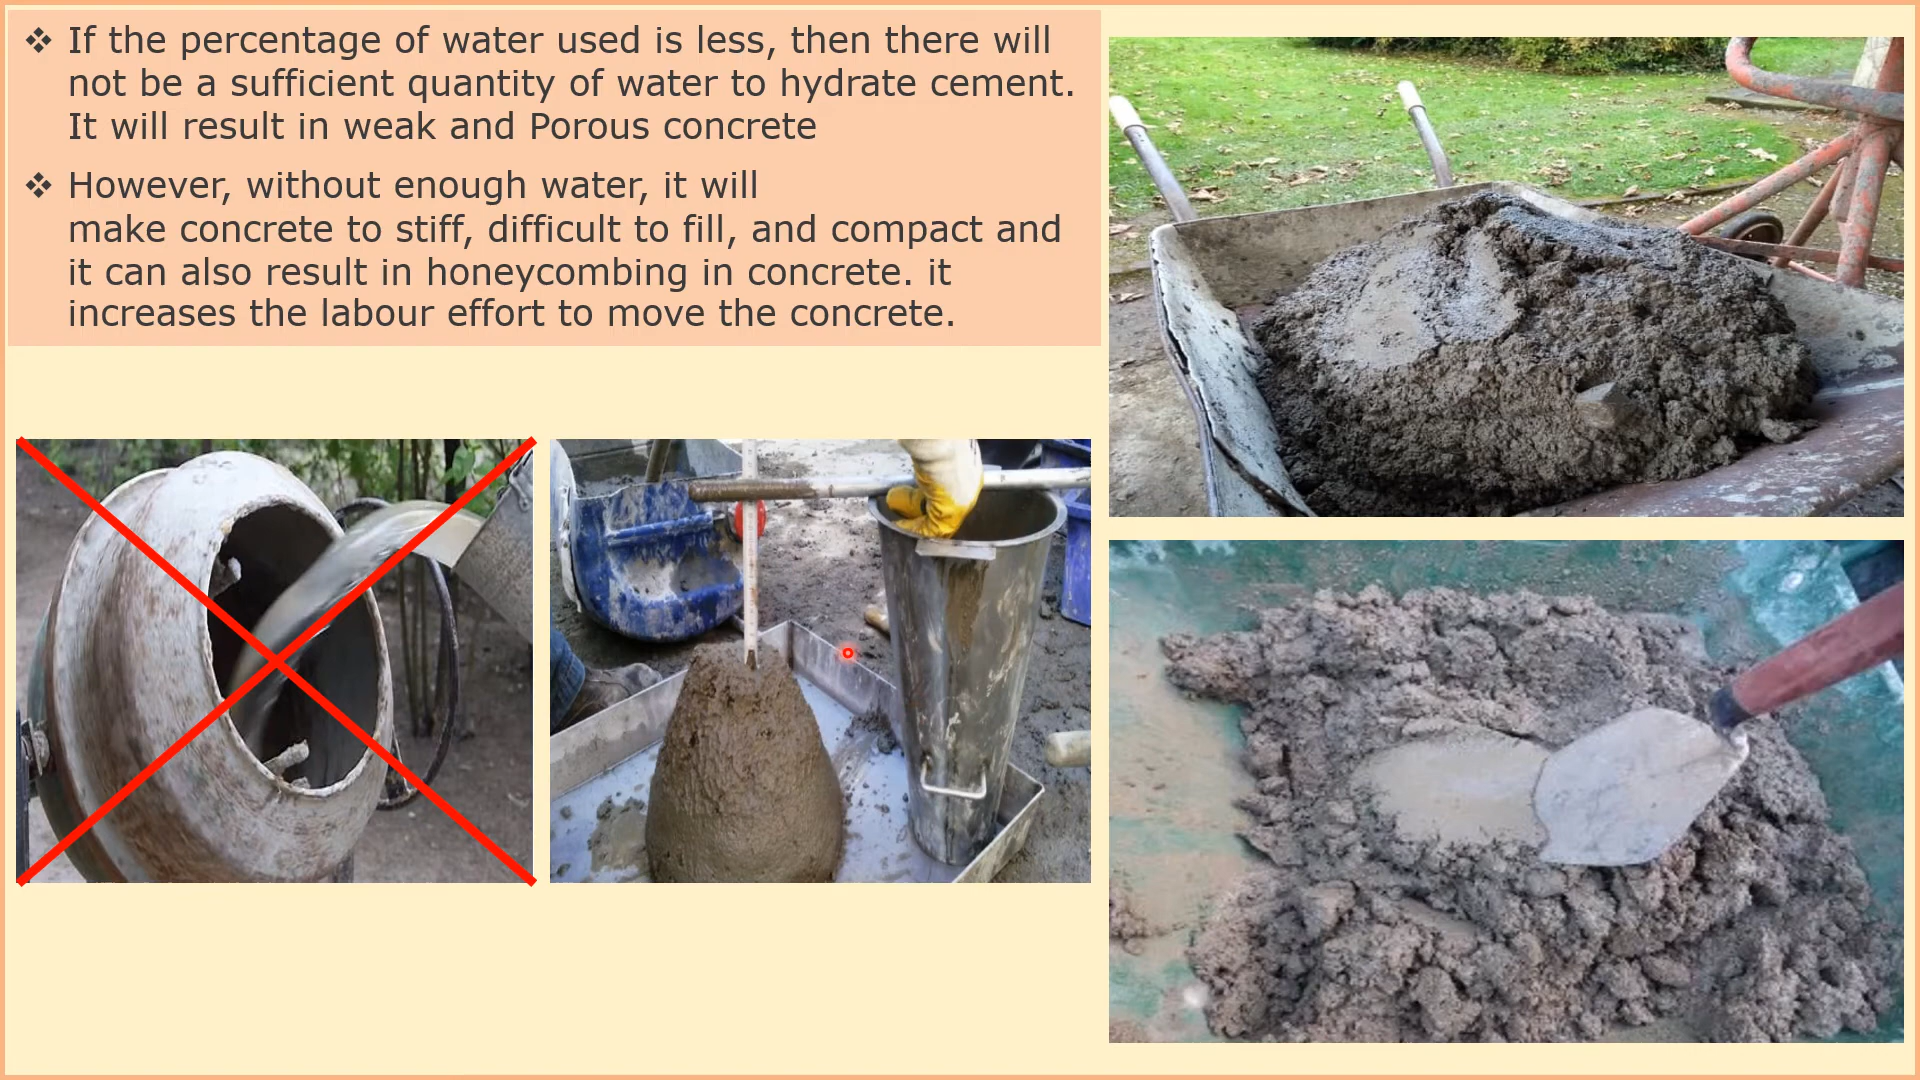 ❖ If the percentage of water used is less, then there will
not be a sufficient quantity of water to hydrate cement.
It will result in weak and Porous concrete
❖ However, without enough water, it will
make concrete to stiff, difficult to fill, and compact and
it can also result in honeycombing in concrete. it
increases the labour effort to move the concrete.